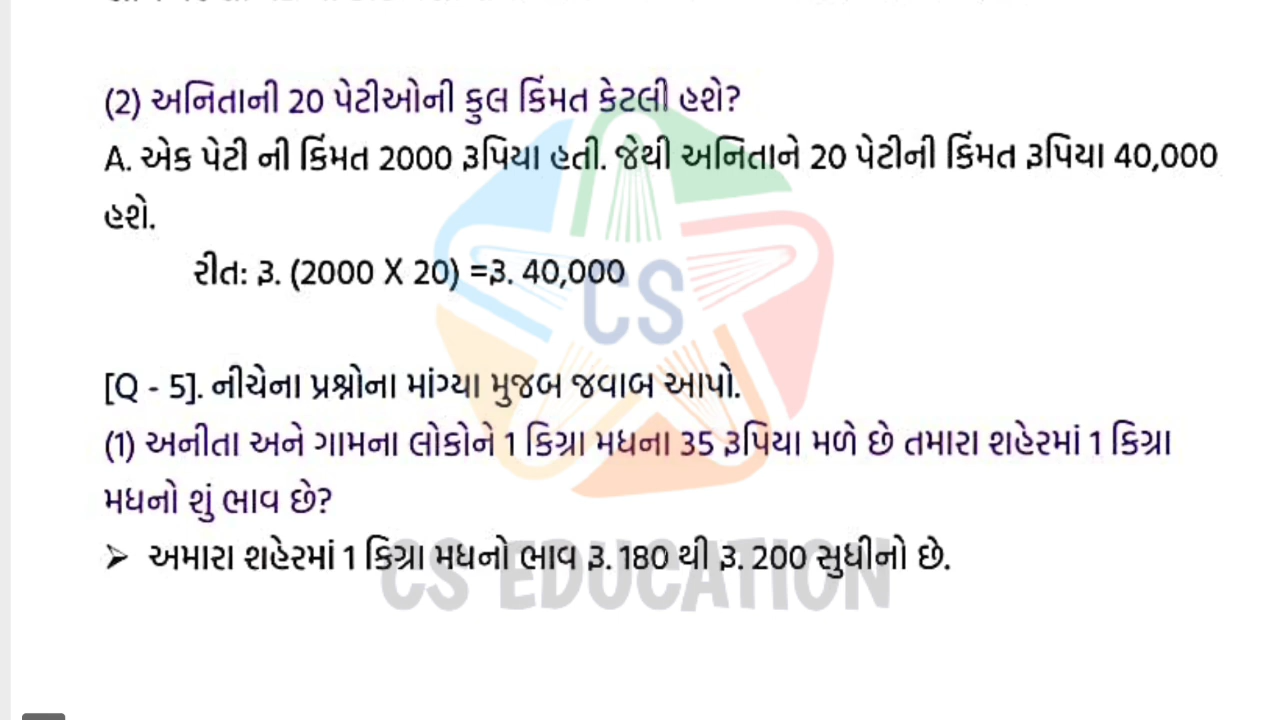 (2) અનિતાની 20 પેટીઓની કુલ કિંમત કેટલી હશે?
A. એક પેટી ની કિંમત 2000 રૂપિયા હતી. જેથી અનિતાને 20 પેટીની કિંમત રૂપિયા 40,000
હશે.
રીત: રૂ. (2000 X 20) =રૂ. 40,000
CS
[Q - 5]. નીચેના પ્રશ્નોના માંગ્યા મુજબ જવાબ આપો.
(1) અનીતા અને ગામના લોકોને 1 કિગ્રા મધના 35 રૂપિયા મળે છે તમારા શહેરમાં 1 કિગ્રા
મધનો શું ભાવ છે?
➢ અમારા શહેરમાં 1 કિગ્રા મધનો ભાવ રૂ. 180 થી રૂ. 200 સુધીનો છે.
CS EDUCATION